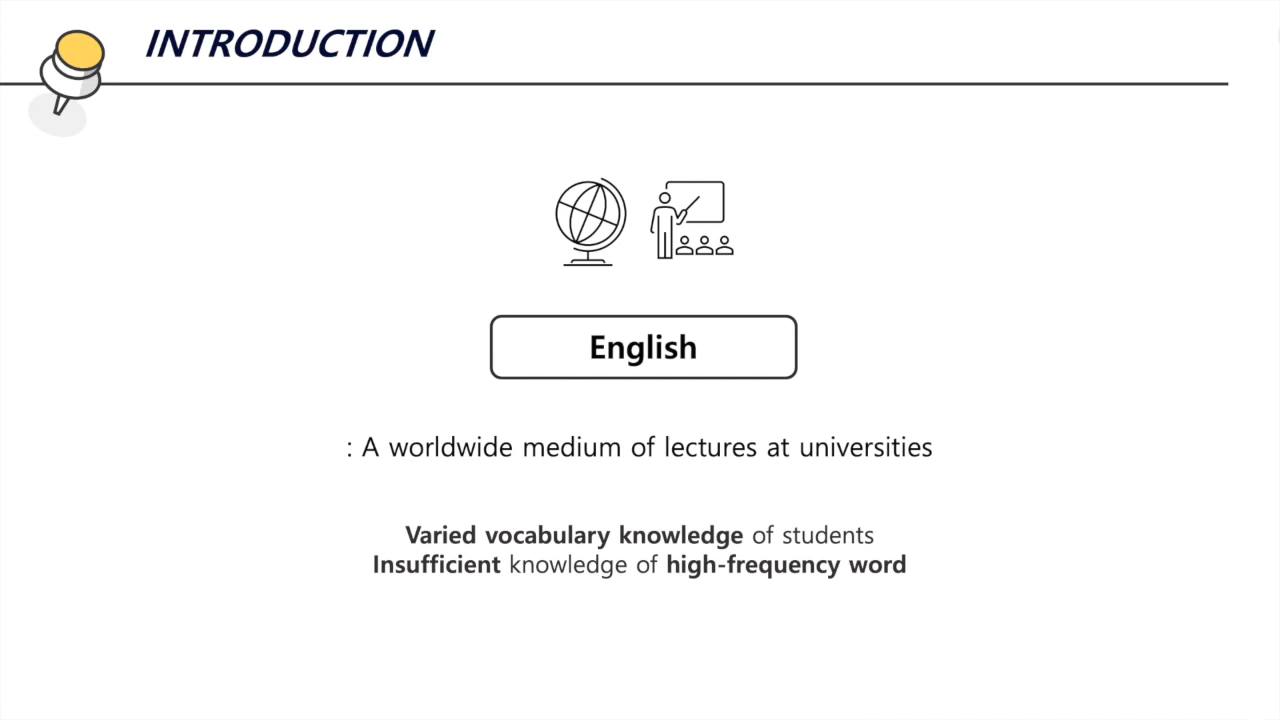 INTRODUCTION
English
: A worldwide medium of lectures at universities
Varied vocabulary knowledge of students
Insufficient knowledge of high-frequency word